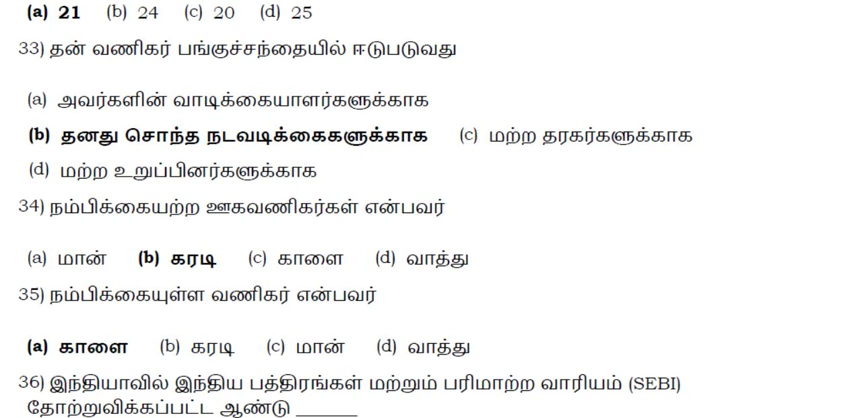 (a) 21 (b) 24 (c) 20 (d) 25
33) தன் வணிகர் பங்குச்சந்தையில் ஈடுபடுவது
(a) அவர்களின் வாடிக்கையாளர்களுக்காக
(b) தனது சொந்த நடவடிக்கைகளுக்காக (c) மற்ற தரகர்களுக்காக
(d) மற்ற உறுப்பினர்களுக்காக
34) நம்பிக்கையற்ற ஊகவணிகர்கள் என்பவர்
(a) மான் (b) கரடி (c) காளை (d) வாத்து
35) நம்பிக்கையுள்ள வணிகர் என்பவர்
(a) காளை (b) கரடி (c) மான் (d) வாத்து
36) இந்தியாவில் இந்திய பத்திரங்கள் மற்றும் பரிமாற்ற வாரியம் (SEBI)
தோற்றுவிக்கப்பட்ட ஆண்டு ______